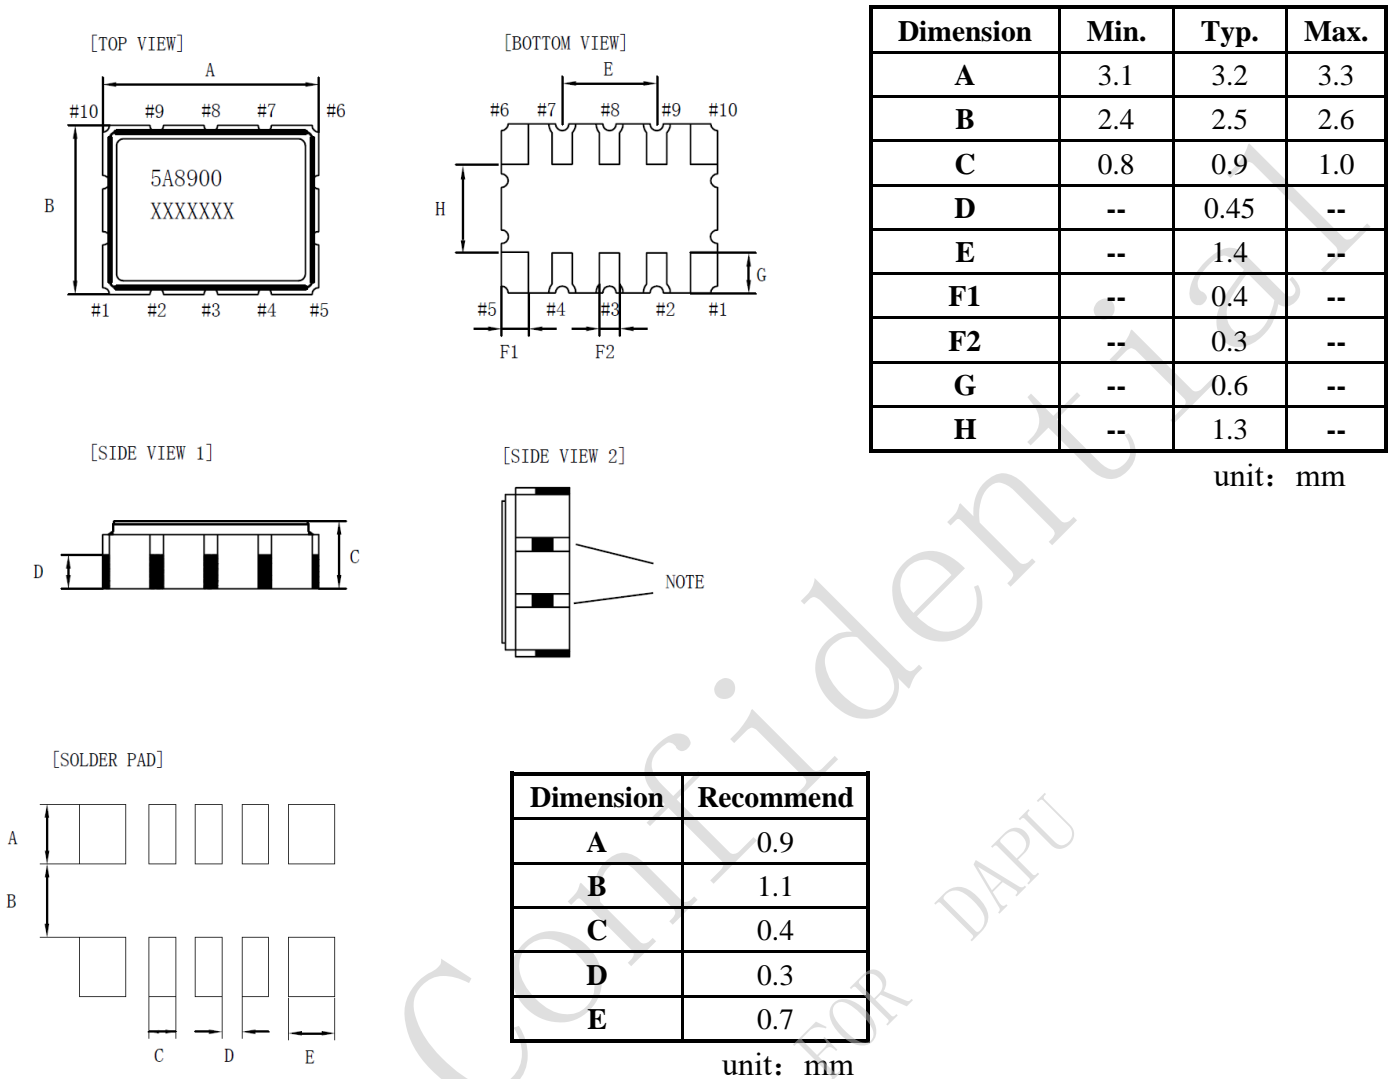 [TOP VIEW]
A
#10 #9 #8 #7 #6
B
5A8900
XXXXXXX
#1 #2 #3 #4 #5
[BOTTOM VIEW]
E
#6 #7 #8 #9 #10
H
G
#5 #4 #3 #2 #1
F1 F2
Dimension Min. Typ. Max.
A 3.1 3.2 3.3
B 2.4 2.5 2.6
C 0.8 0.9 1.0
D -- 0.45 --
E -- 1.4 --
F1 -- 0.4 --
F2 -- 0.3 --
G -- 0.6 --
H -- 1.3 --
unit：mm
[SIDE VIEW 1]
D
C
[SIDE VIEW 2]
NOTE
[SOLDER PAD]
A
B
C D E
Dimension Recommend
A 0.9
B 1.1
C 0.4
D 0.3
E 0.7
unit：mm
Confidential
FOR DAPU